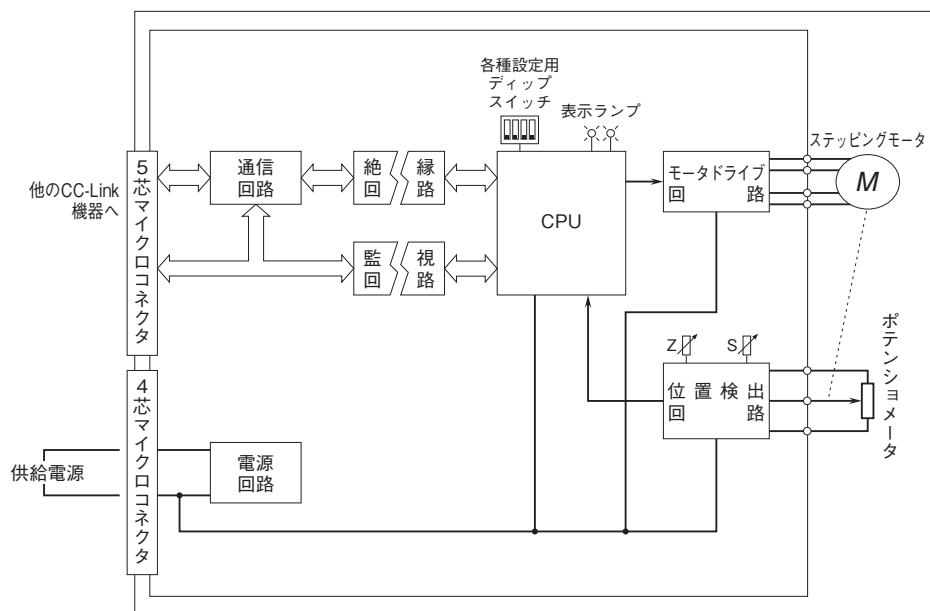 各種設定用
ディップ
スイッチ
表示ランプ
ステッピングモータ
他のCC-Link
機器へ
5芯マイクロコネクタ
通信
回路
絶 縁
回 路
CPU
モータドライブ
回 路
M
監 視
回 路
Z
S
位置検出
回 路
ポテンショメータ
4芯マイクロコネクタ
供給電源
電源
回路